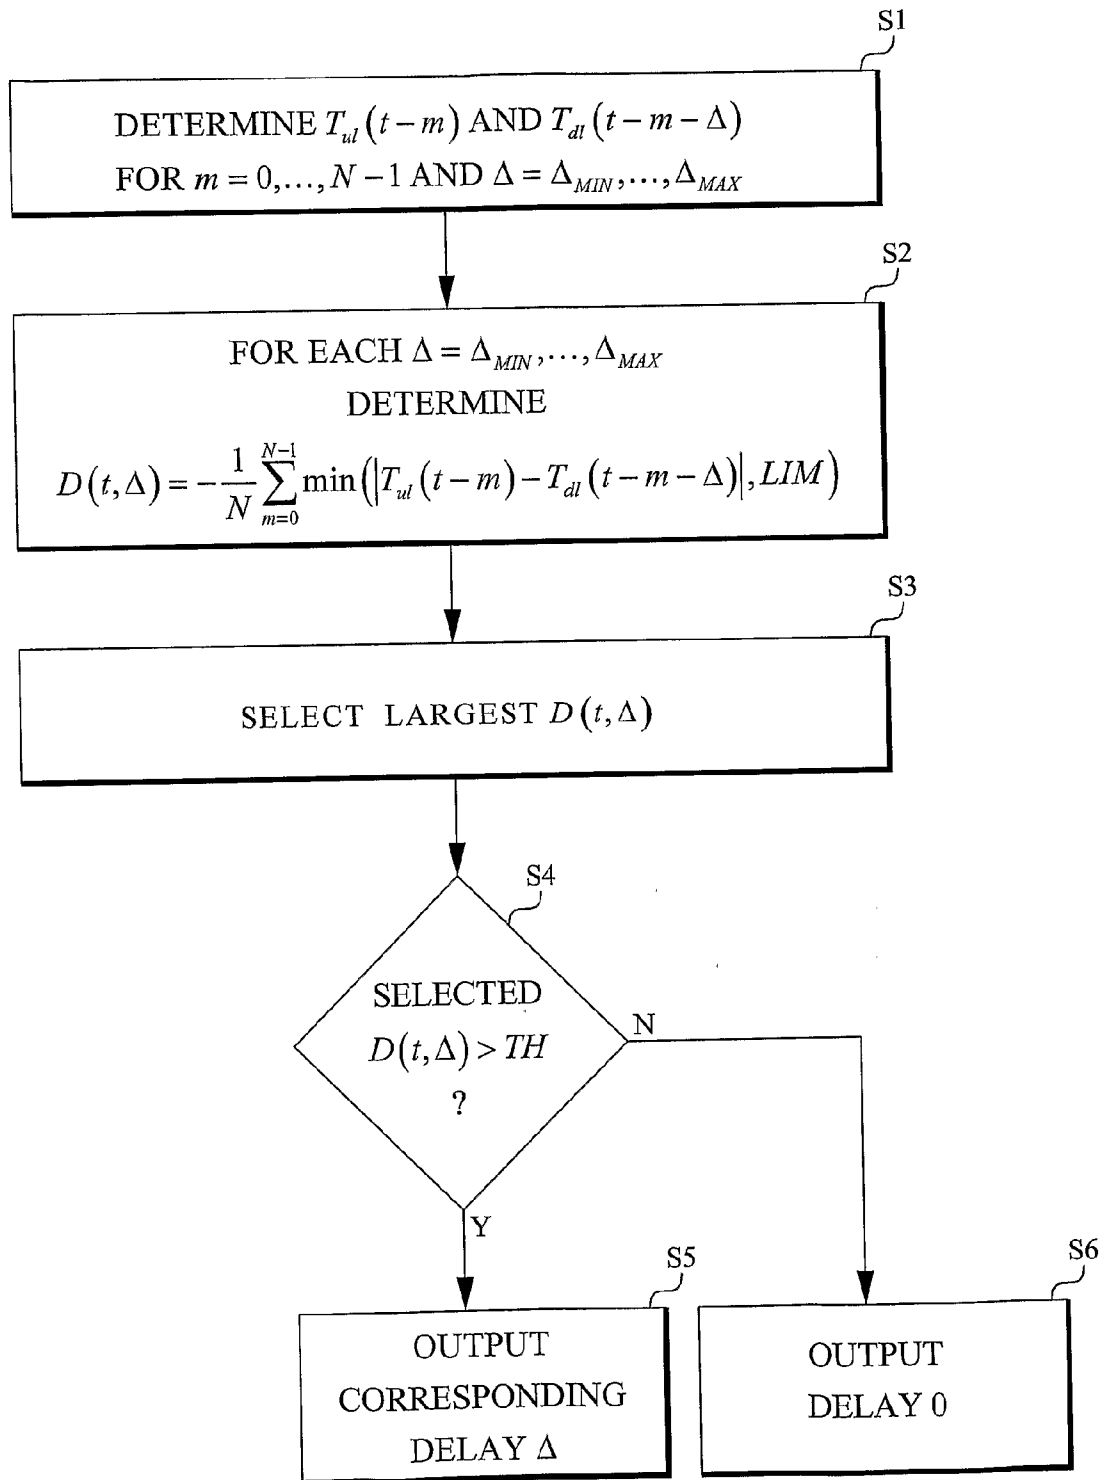 S1
DETERMINE T_ul(t−m) AND T_dl(t−m−Δ)
FOR m = 0,…,N−1 AND Δ = Δ_MIN,…,Δ_MAX
S2
FOR EACH Δ = Δ_MIN,…,Δ_MAX
DETERMINE
D(t,Δ) = −1/N ∑_{m=0}^{N−1} min(|T_ul(t−m)−T_dl(t−m−Δ)|,LIM)
S3
SELECT LARGEST D(t,Δ)
S4
SELECTED
D(t,Δ) > TH
?
N
Y
S5
OUTPUT
CORRESPONDING
DELAY Δ
S6
OUTPUT
DELAY 0